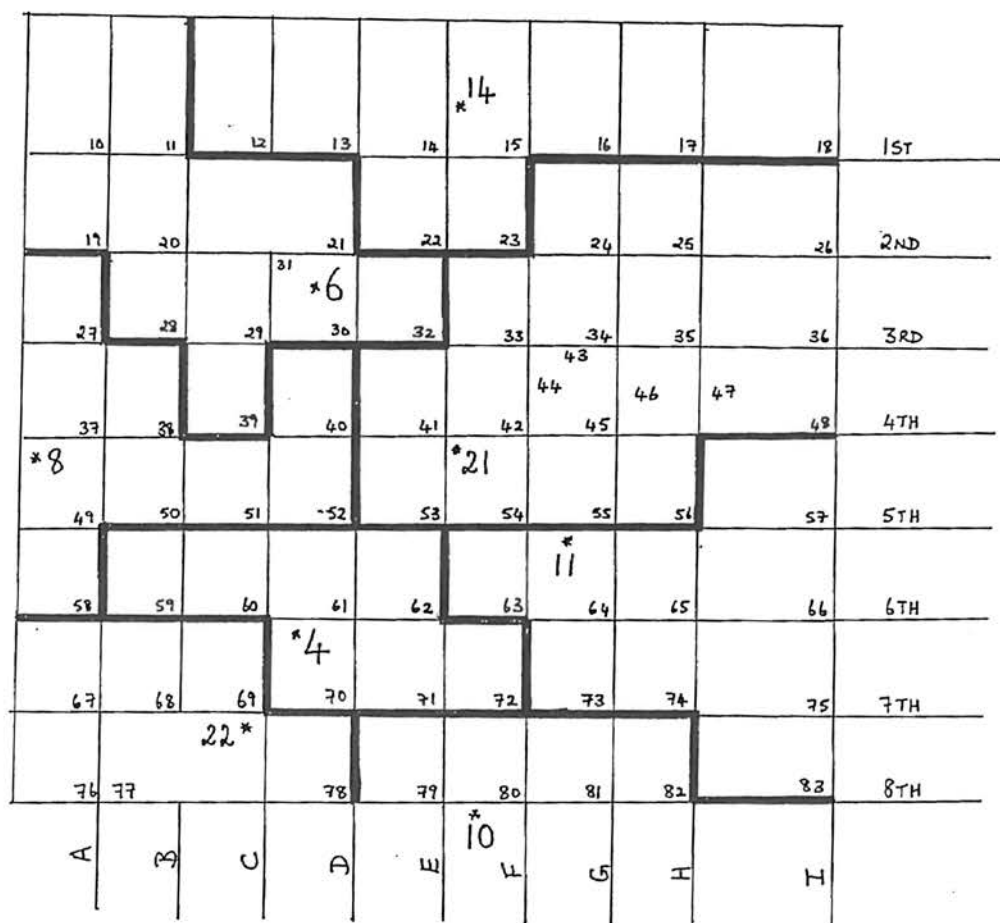 *14
10 11 12 13 14 15 16 17 18 1ST
19 20 21 22 23 24 25 26 2ND
31 *6
27 28 29 30 32 33 34 35 36 3RD
43
44 46 47
37 38 39 40 41 42 45 48 4TH
*8 *21
49 50 51 -52 53 54 55 56 57 5TH
*11
58 59 60 61 62 63 64 65 66 6TH
*4
67 68 69 70 71 72 73 74 75 7TH
22*
76 77 78 79 80 81 82 83 8TH
*10
A B C D E F G H I